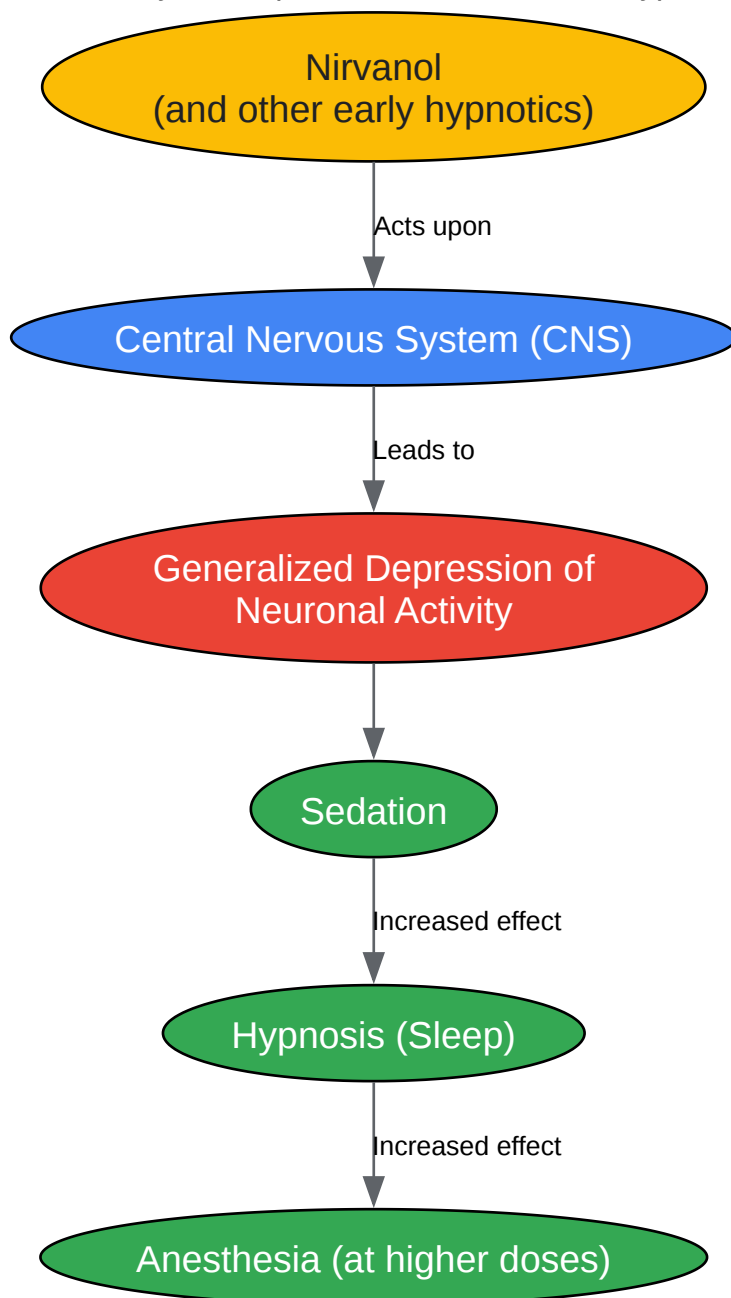 Nirvanol
(and other early hypnotics)
Acts upon
Central Nervous System (CNS)
Leads to
Generalized Depression of
Neuronal Activity
Sedation
Increased effect
Hypnosis (Sleep)
Increased effect
Anesthesia (at higher doses)